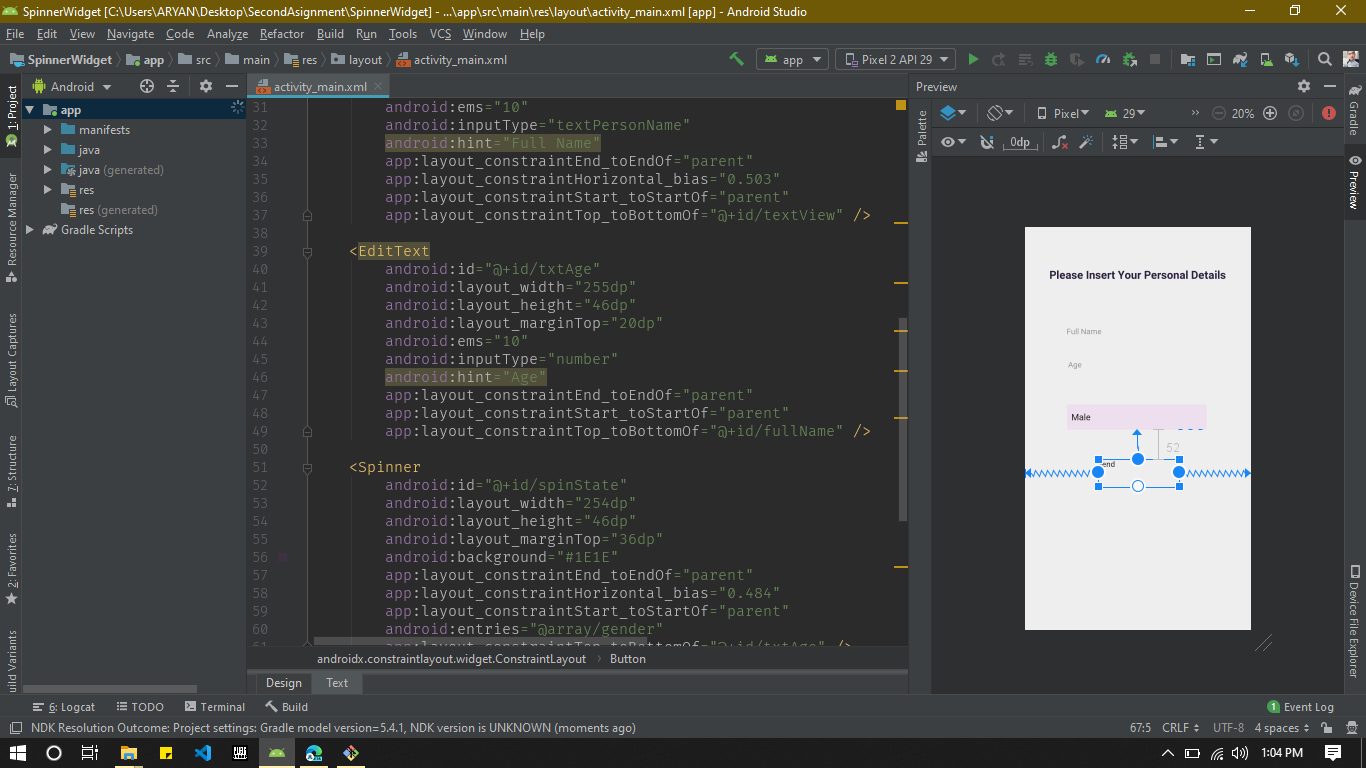 SpinnerWidget [C:\Users\ARYAN\Desktop\SecondAsignment\SpinnerWidget] - ...\app\src\main\res\layout\activity_main.xml [app] - Android Studio
File Edit View Navigate Code Analyze Refactor Build Run Tools VCS Window Help
SpinnerWidget app src main res layout activity_main.xml
app Pixel 2 API 29
Android
activity_main.xml
Preview
1: Project
Resource Manager
Layout Captures
7: Structure
2: Favorites
uild Variants
app
manifests
java
java (generated)
res
res (generated)
Gradle Scripts
31 android:ems="10"
32 android:inputType="textPersonName"
33 android:hint="Full Name"
34 app:layout_constraintEnd_toEndOf="parent"
35 app:layout_constraintHorizontal_bias="0.503"
36 app:layout_constraintStart_toStartOf="parent"
37 app:layout_constraintTop_toBottomOf="@+id/textView" />
38
39 <EditText
40 android:id="@+id/txtAge"
41 android:layout_width="255dp"
42 android:layout_height="46dp"
43 android:layout_marginTop="20dp"
44 android:ems="10"
45 android:inputType="number"
46 android:hint="Age"
47 app:layout_constraintEnd_toEndOf="parent"
48 app:layout_constraintStart_toStartOf="parent"
49 app:layout_constraintTop_toBottomOf="@+id/fullName" />
50
51 <Spinner
52 android:id="@+id/spinState"
53 android:layout_width="254dp"
54 android:layout_height="46dp"
55 android:layout_marginTop="36dp"
56 android:background="#1E1E"
57 app:layout_constraintEnd_toEndOf="parent"
58 app:layout_constraintHorizontal_bias="0.484"
59 app:layout_constraintStart_toStartOf="parent"
60 android:entries="@array/gender"
61 app:layout_constraintTop_toBottomOf="@+id/txtAge" />
androidx.constraintlayout.widget.ConstraintLayout Button
Design Text
Palette
Pixel 29 20%
0dp
Please Insert Your Personal Details
Full Name
Age
Male
52
end
Gradle
Preview
Device File Explorer
6: Logcat TODO Terminal Build
1 Event Log
NDK Resolution Outcome: Project settings: Gradle model version=5.4.1, NDK version is UNKNOWN (moments ago)
67:5 CRLF UTF-8 4 spaces
1:04 PM